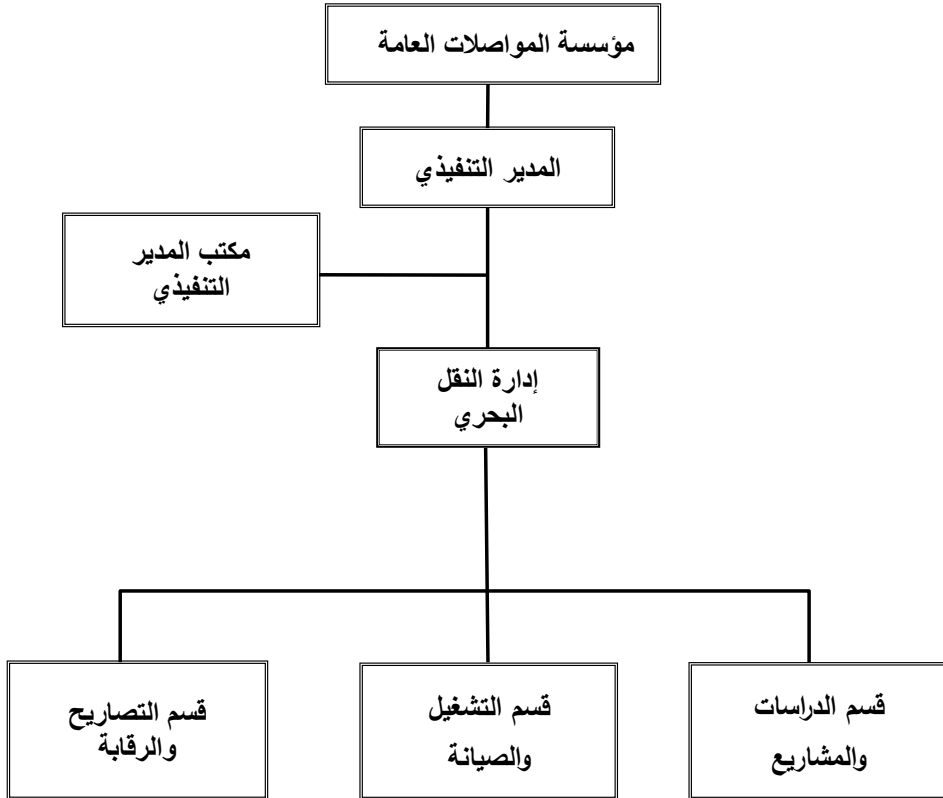 مؤسسة المواصلات العامة
المدير التنفيذي
مكتب المدير
التنفيذي
إدارة النقل
البحري
قسم الدراسات
والمشاريع
قسم التشغيل
والصيانة
قسم التصاريح
والرقابة